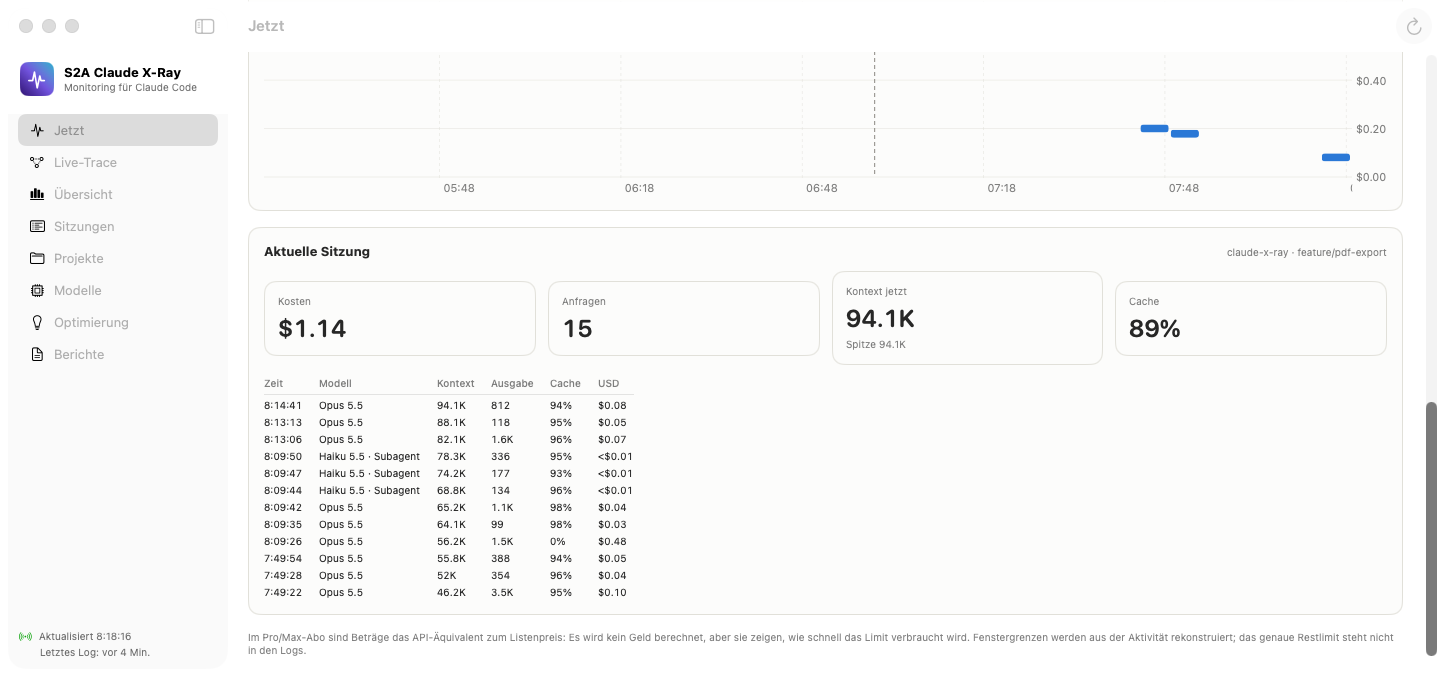 Jetzt
S2A Claude X-Ray
Monitoring für Claude Code
Jetzt
Live-Trace
Übersicht
Sitzungen
Projekte
Modelle
Optimierung
Berichte
Aktualisiert 8:18:16
Letztes Log: vor 4 Min.
$0.40
$0.20
$0.00
05:48 06:18 06:48 07:18 07:48
Aktuelle Sitzung claude-x-ray · feature/pdf-export
Kosten
$1.14
Anfragen
15
Kontext jetzt
94.1K
Spitze 94.1K
Cache
89%
Zeit Modell Kontext Ausgabe Cache USD
8:14:41 Opus 5.5 94.1K 812 94% $0.08
8:13:13 Opus 5.5 88.1K 118 95% $0.05
8:13:06 Opus 5.5 82.1K 1.6K 96% $0.07
8:09:50 Haiku 5.5 · Subagent 78.3K 336 95% <$0.01
8:09:47 Haiku 5.5 · Subagent 74.2K 177 93% <$0.01
8:09:44 Haiku 5.5 · Subagent 68.8K 134 96% <$0.01
8:09:42 Opus 5.5 65.2K 1.1K 98% $0.04
8:09:35 Opus 5.5 64.1K 99 98% $0.03
8:09:26 Opus 5.5 56.2K 1.5K 0% $0.48
7:49:54 Opus 5.5 55.8K 388 94% $0.05
7:49:28 Opus 5.5 52K 354 96% $0.04
7:49:22 Opus 5.5 46.2K 3.5K 95% $0.10
Im Pro/Max-Abo sind Beträge das API-Äquivalent zum Listenpreis: Es wird kein Geld berechnet, aber sie zeigen, wie schnell das Limit verbraucht wird. Fenstergrenzen werden aus der Aktivität rekonstruiert; das genaue Restlimit steht nicht
in den Logs.